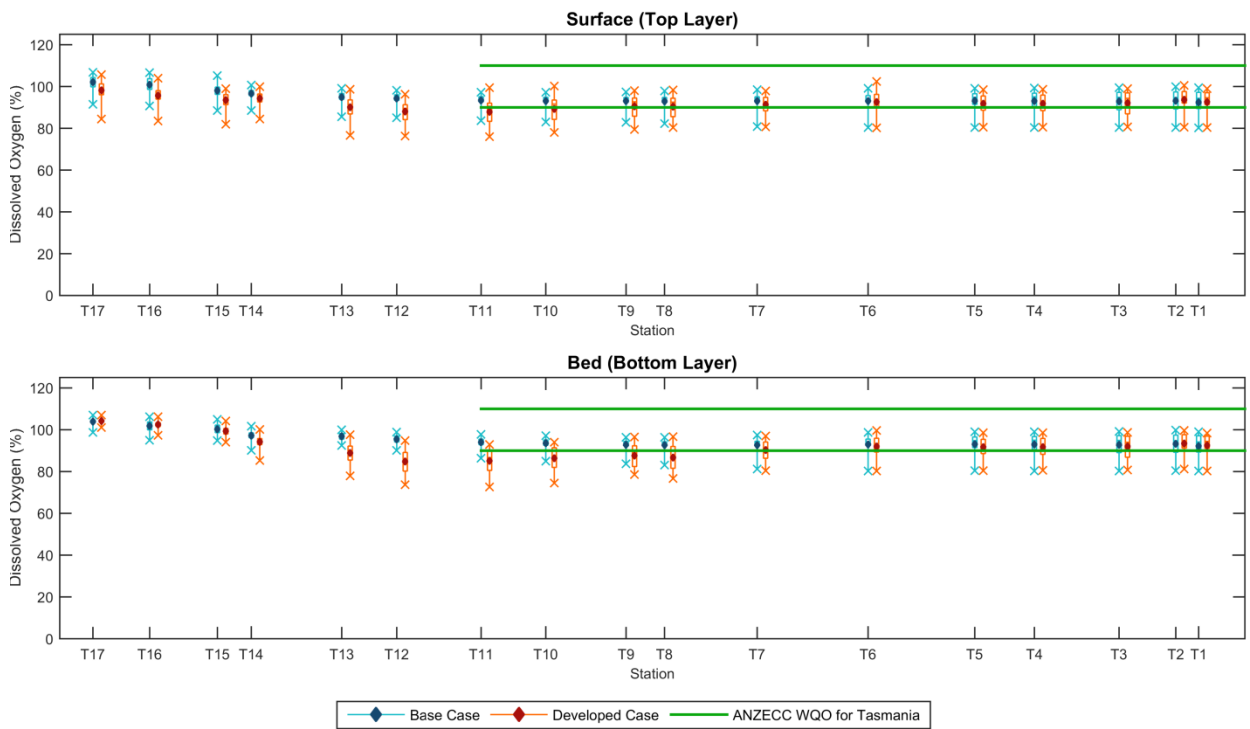 Surface (Top Layer)
Dissolved Oxygen (%)
120
100
80
60
40
20
0
T17 T16 T15 T14 T13 T12 T11 T10 T9 T8 T7 T6 T5 T4 T3 T2 T1
Station
Bed (Bottom Layer)
Dissolved Oxygen (%)
120
100
80
60
40
20
0
T17 T16 T15 T14 T13 T12 T11 T10 T9 T8 T7 T6 T5 T4 T3 T2 T1
Station
Base Case Developed Case ANZECC WQO for Tasmania